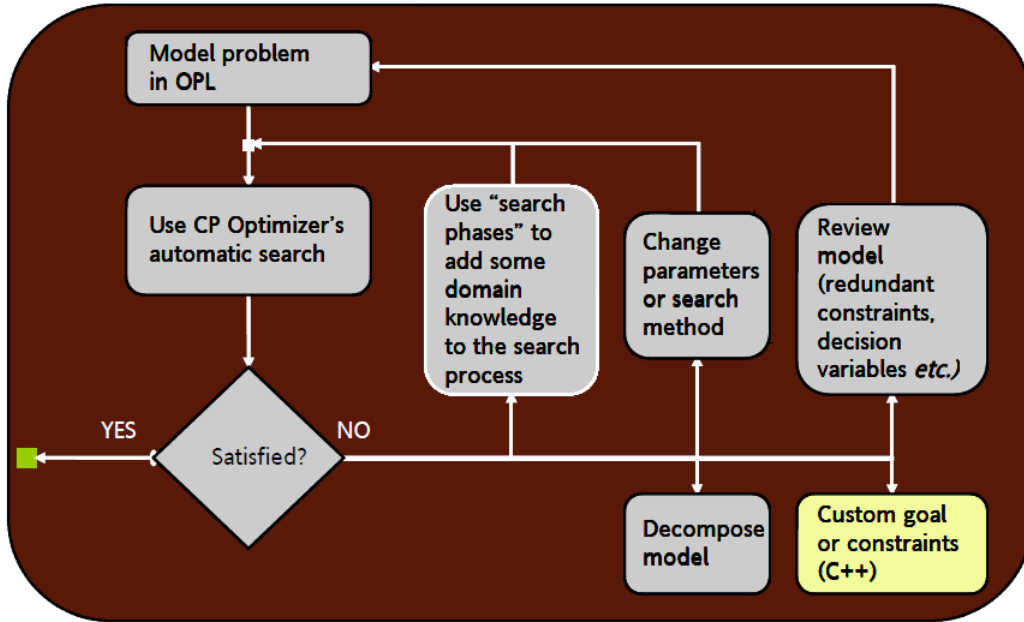 Model problem
in OPL
Use CP Optimizer's
automatic search
Use “search
phases” to
add some
domain
knowledge
to the search
process
Change
parameters
or search
method
Review
model
(redundant
constraints,
decision
variables etc.)
YES
Satisfied?
NO
Decompose
model
Custom goal
or constraints
(C++)